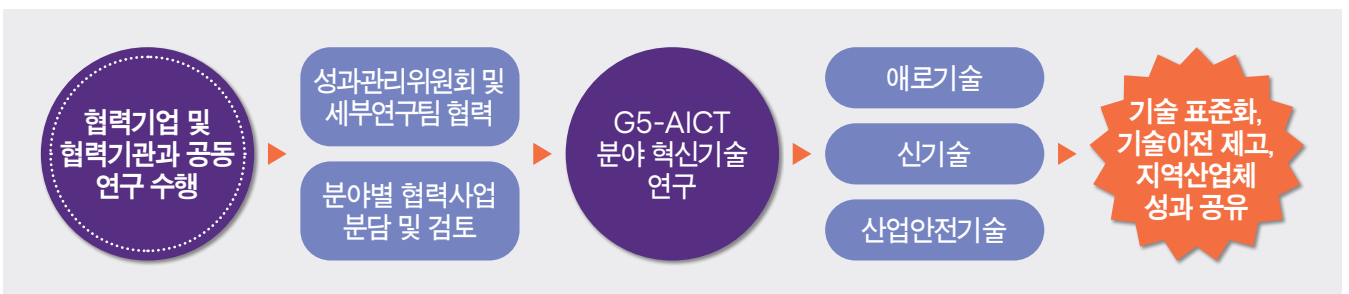 협력기업 및
협력기관과 공동
연구 수행
성과관리위원회 및
세부연구팀 협력
분야별 협력사업
분담 및 검토
G5-AICT
분야 혁신기술
연구
애로기술
신기술
산업안전기술
기술 표준화,
기술이전 제고,
지역산업체
성과 공유